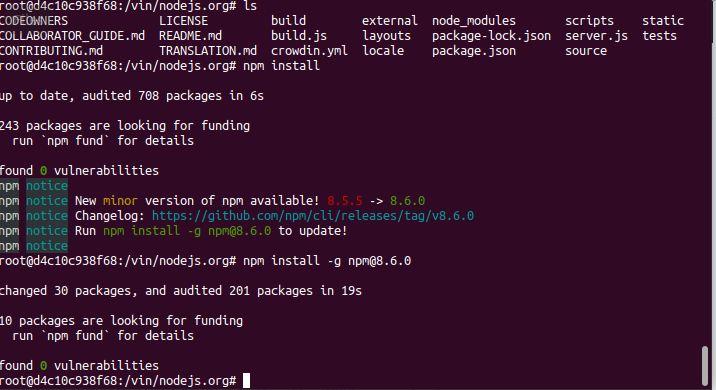 root@d4c10c938f68:/vin/nodejs.org# ls
CODEOWNERS LICENSE build external node_modules scripts static
COLLABORATOR_GUIDE.md README.md build.js layouts package-lock.json server.js tests
CONTRIBUTING.md TRANSLATION.md crowdin.yml locale package.json source
root@d4c10c938f68:/vin/nodejs.org# npm install
up to date, audited 708 packages in 6s
243 packages are looking for funding
run `npm fund` for details
found 0 vulnerabilities
npm notice
npm notice New minor version of npm available! 8.5.5 -> 8.6.0
npm notice Changelog: https://github.com/npm/cli/releases/tag/v8.6.0
npm notice Run npm install -g npm@8.6.0 to update!
npm notice
root@d4c10c938f68:/vin/nodejs.org# npm install -g npm@8.6.0
changed 30 packages, and audited 201 packages in 19s
10 packages are looking for funding
run `npm fund` for details
found 0 vulnerabilities
root@d4c10c938f68:/vin/nodejs.org#